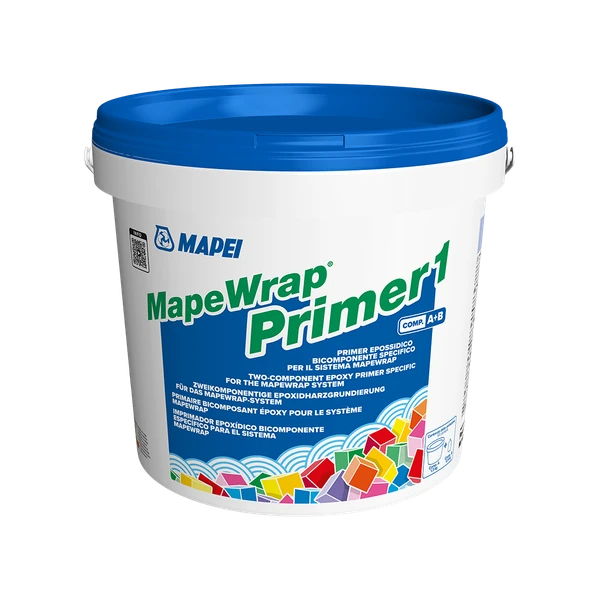 INFO
MAPEI
MapeWrap®
Primer 1
COMP. A+B
PRIMER EPOSSIDICO
BICOMPONENTE SPECIFICO
PER IL SISTEMA MAPEWRAP
TWO-COMPONENT EPOXY PRIMER SPECIFIC
FOR THE MAPEWRAP SYSTEM
ZWEIKOMPONENTIGE EPOXIDHARZGRUNDIERUNG
FÜR DAS MAPEWRAP-SYSTEM
PRIMAIRE BICOMPOSANT ÉPOXY POUR LE SYSTÈME
MAPEWRAP
IMPRIMADOR EPOXÍDICO BICOMPONENTE
ESPECÍFICO PARA EL SISTEMA
MAPEWRAP